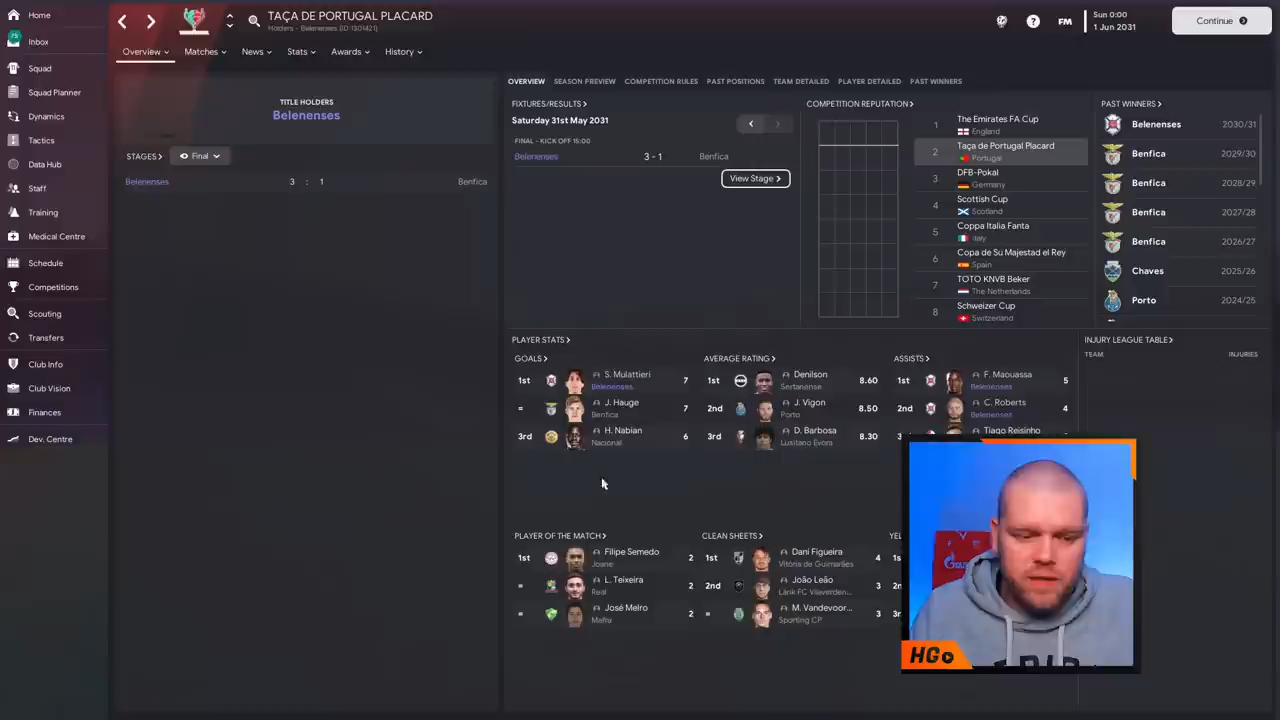 Home
Inbox
Squad
Squad Planner
Dynamics
Tactics
Data Hub
Staff
Training
Medical Centre
Schedule
Competitions
Scouting
Transfers
Club Info
Club Vision
Finances
Dev. Centre
TAÇA DE PORTUGAL PLACARD
Holders - Belenenses (ID 1301421)
FM
Sun 0:00
1 Jun 2031
Continue
Overview
Matches
News
Stats
Awards
History
TITLE HOLDERS
Belenenses
STAGES
Final
Belenenses 3 : 1 Benfica
OVERVIEW SEASON PREVIEW COMPETITION RULES PAST POSITIONS TEAM DETAILED PLAYER DETAILED PAST WINNERS
FIXTURES/RESULTS
Saturday 31st May 2031
FINAL - KICK OFF 15:00
Belenenses 3 - 1 Benfica
View Stage
COMPETITION REPUTATION
1 The Emirates FA Cup
England
2 Taça de Portugal Placard
Portugal
3 DFB-Pokal
Germany
4 Scottish Cup
Scotland
5 Coppa Italia Fanta
Italy
6 Copa de Su Majestad el Rey
Spain
7 TOTO KNVB Beker
The Netherlands
8 Schweizer Cup
Switzerland
PAST WINNERS
Belenenses 2030/31
Benfica 2029/30
Benfica 2028/29
Benfica 2027/28
Benfica 2026/27
Chaves 2025/26
Porto 2024/25
PLAYER STATS
GOALS
1st S. Mulattieri 7
Belenenses
= J. Hauge 7
Benfica
3rd H. Nabian 6
Nacional
AVERAGE RATING
1st Denilson 8.60
Sertanense
2nd J. Vigon 8.50
Porto
3rd D. Barbosa 8.30
Lusitano Évora
ASSISTS
1st F. Maouassa 5
Belenenses
2nd C. Roberts 4
Belenenses
Tiago Reisinho
INJURY LEAGUE TABLE
TEAM INJURIES
PLAYER OF THE MATCH
1st Filipe Semedo 2
Joane
= L. Teixeira 2
Real
= José Melro 2
Mafra
CLEAN SHEETS
1st Dani Figueira 4
Vitória de Guimarães
2nd João Leão 3
Länk FC Vilaverden...
= M. Vandevoor... 3
Sporting CP
YEL
1s
2n
3r
HG